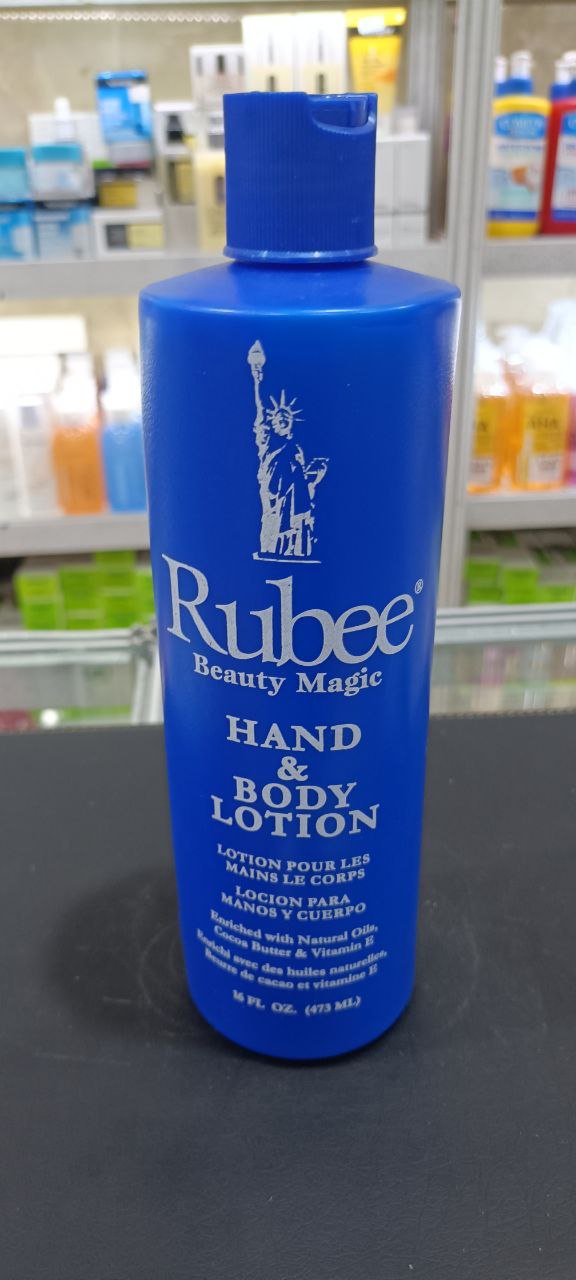 Rubee®
Beauty Magic
HAND
&
BODY
LOTION
LOTION POUR LES
MAINS LE CORPS
LOCION PARA
MANOS Y CUERPO
Enriched with Natural Oils,
Cocoa Butter & Vitamin E
Enrichi avec des huiles naturelles,
Beurre de cacao et vitamine E
16 FL. OZ. (473 ML)
AHA